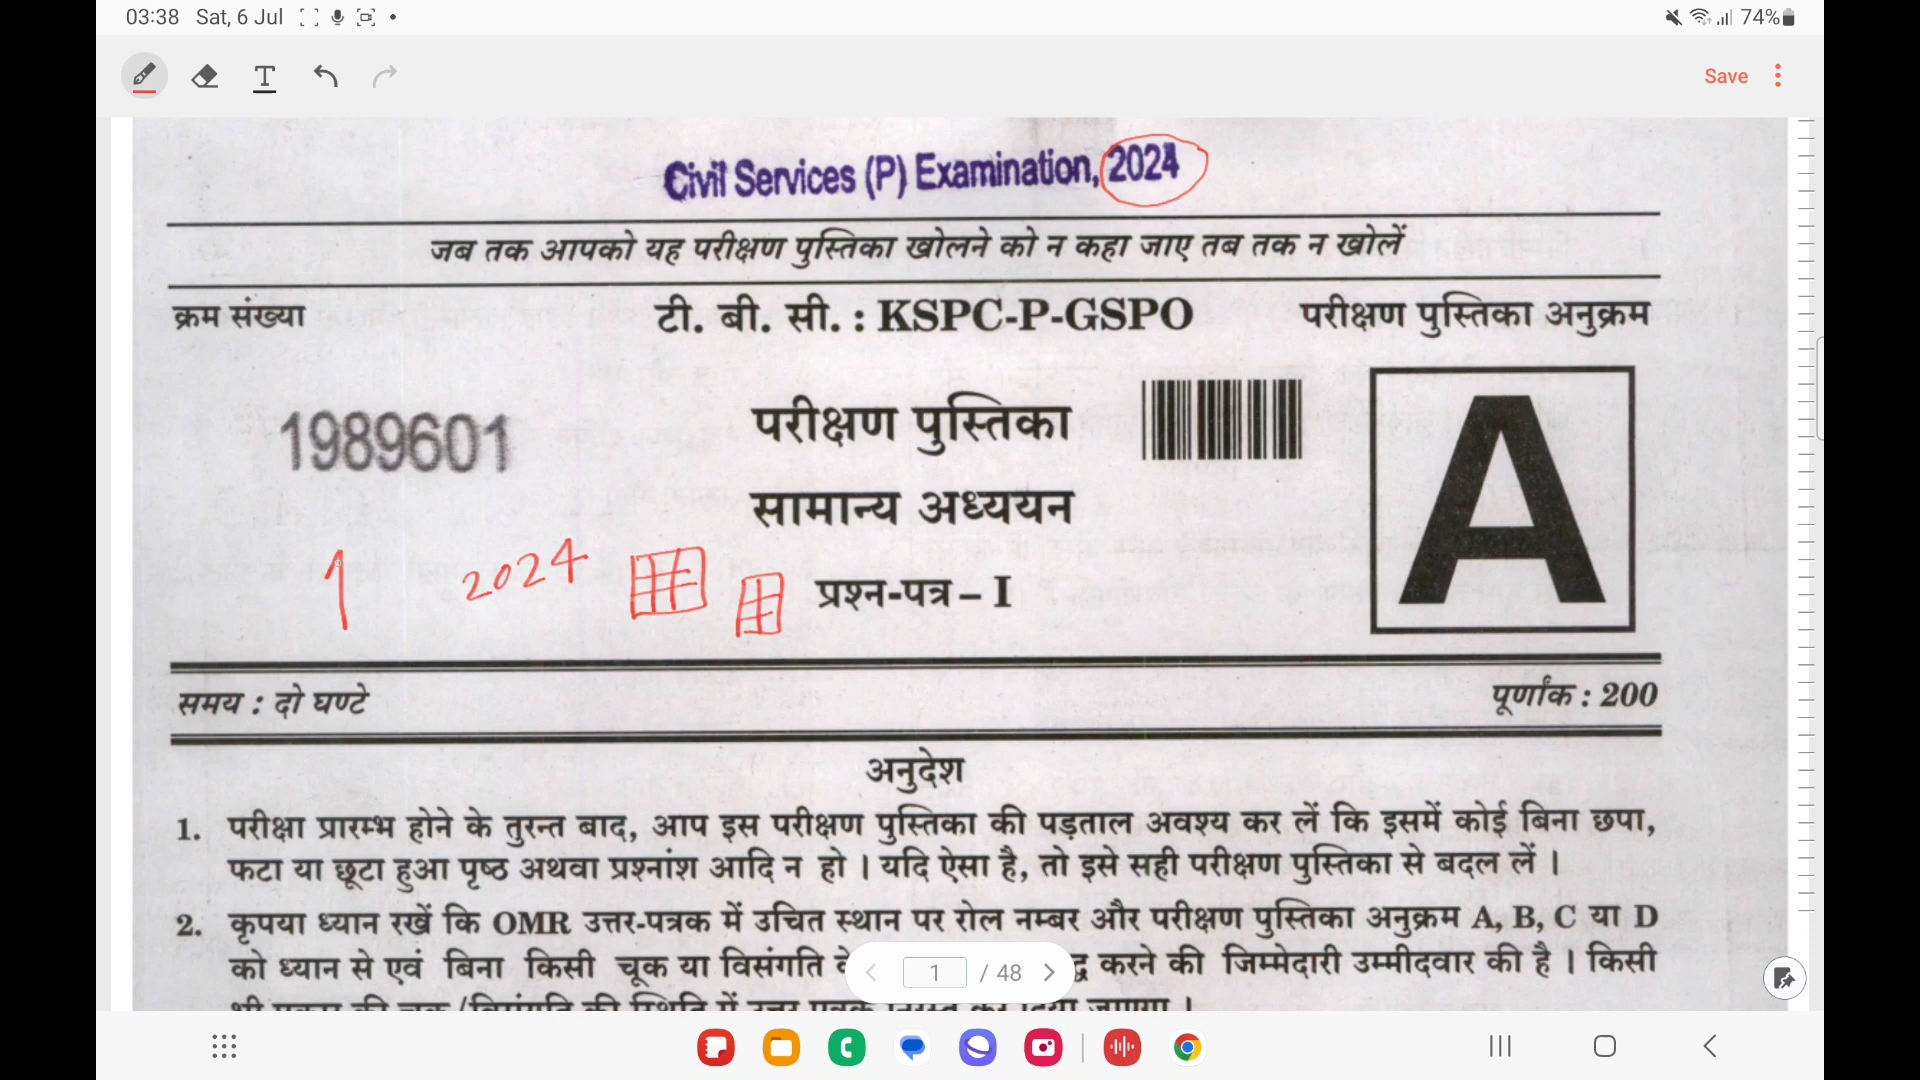 03:38 Sat, 6 Jul
74%
Save
Civil Services (P) Examination, 2024
जब तक आपको यह परीक्षण पुस्तिका खोलने को न कहा जाए तब तक न खोलें
क्रम संख्या
टी. बी. सी. : KSPC-P-GSPO
परीक्षण पुस्तिका अनुक्रम
1989601
परीक्षण पुस्तिका
A
सामान्य अध्ययन
1 2024
प्रश्न-पत्र – I
समय : दो घण्टे
पूर्णांक : 200
अनुदेश
1. परीक्षा प्रारम्भ होने के तुरन्त बाद, आप इस परीक्षण पुस्तिका की पड़ताल अवश्य कर लें कि इसमें कोई बिना छपा,
फटा या छूटा हुआ पृष्ठ अथवा प्रश्नांश आदि न हो । यदि ऐसा है, तो इसे सही परीक्षण पुस्तिका से बदल लें ।
2. कृपया ध्यान रखें कि OMR उत्तर-पत्रक में उचित स्थान पर रोल नम्बर और परीक्षण पुस्तिका अनुक्रम A, B, C या D
को ध्यान से एवं बिना किसी चूक या विसंगति करने की जिम्मेदारी उम्मीदवार की है । किसी
1 / 48